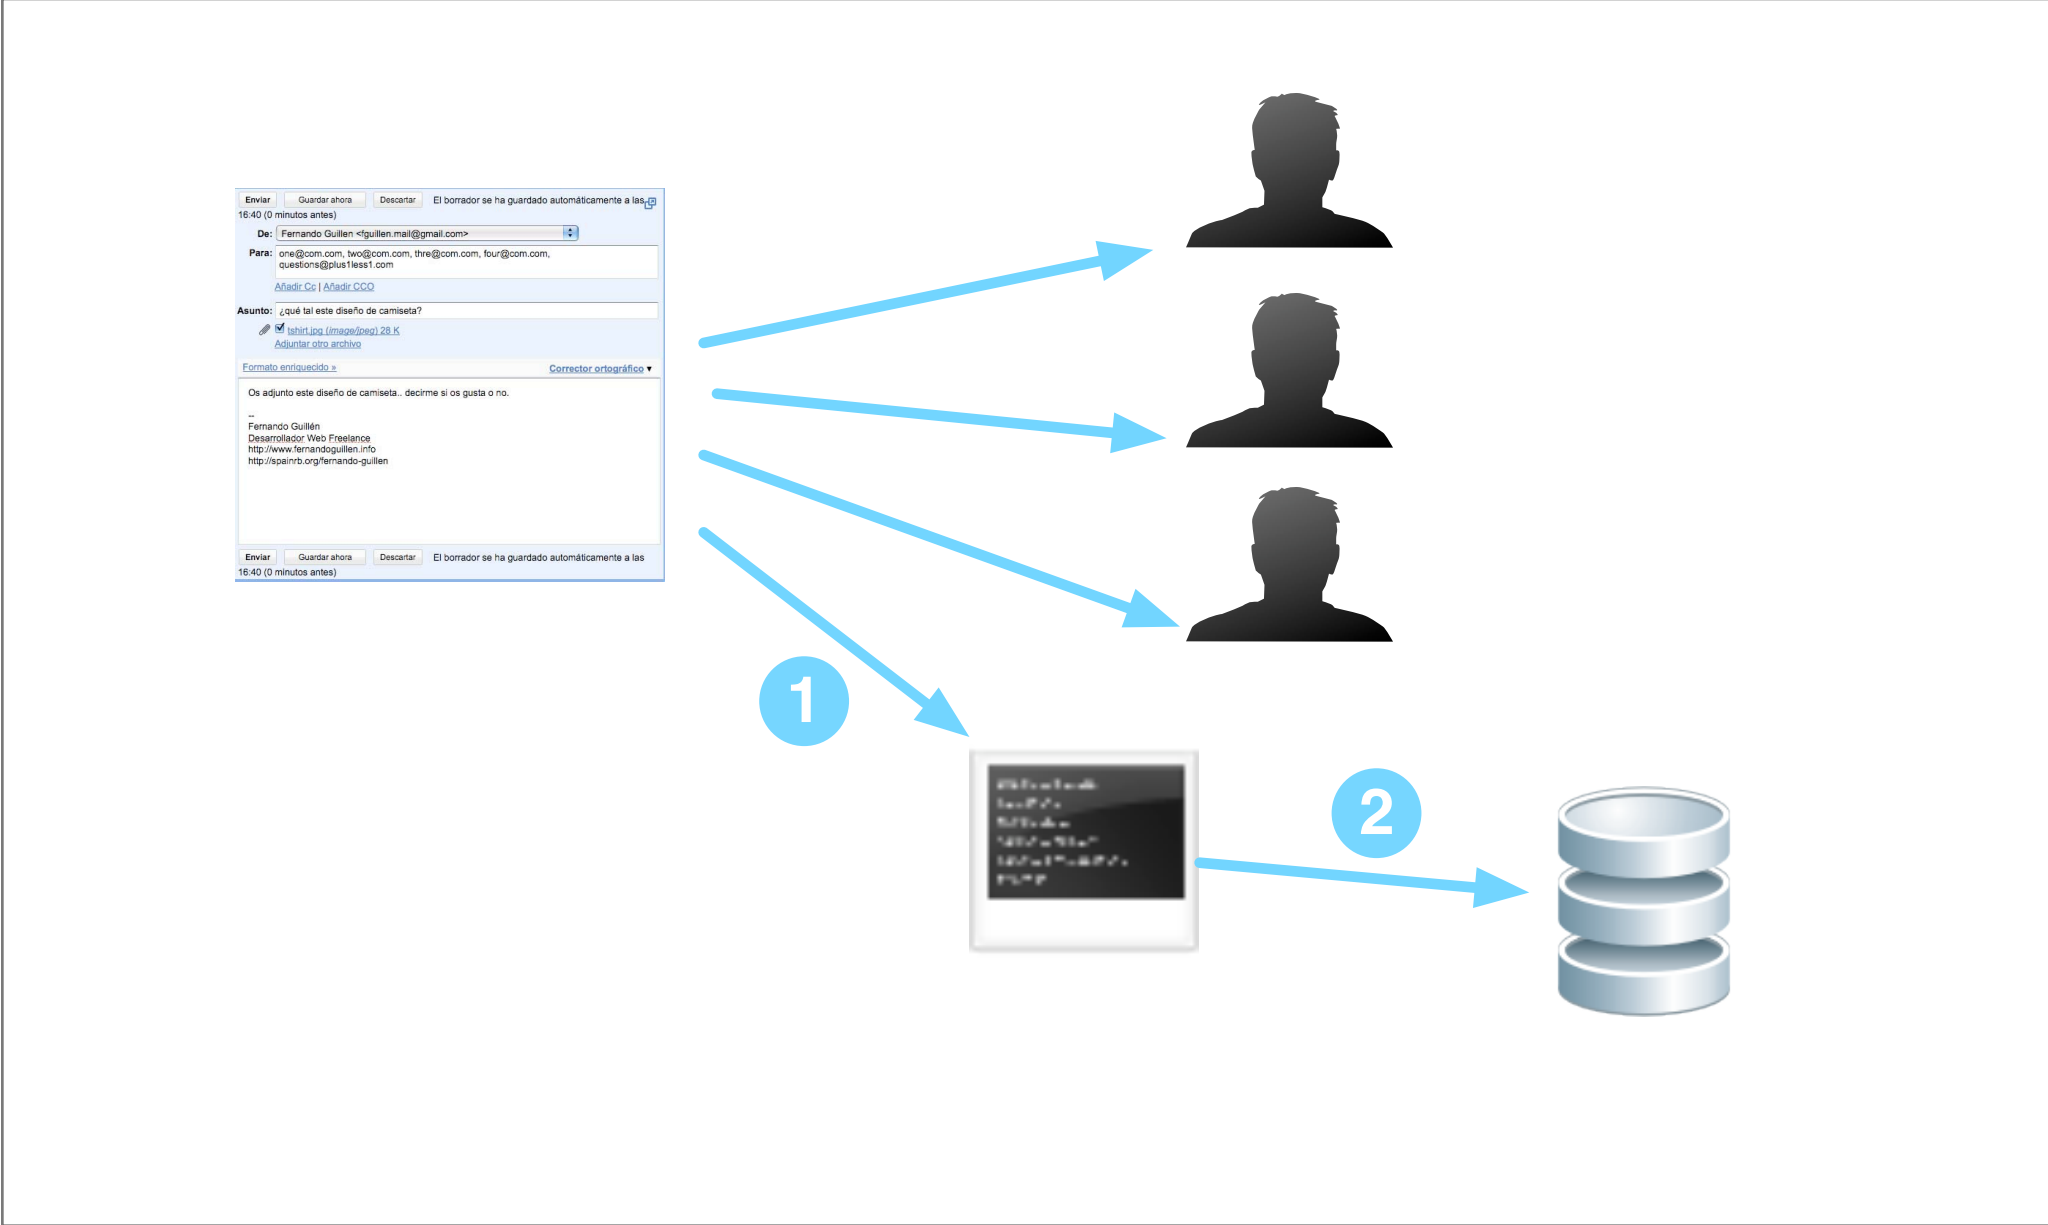 Enviar Guardar ahora Descartar El borrador se ha guardado automáticamente a las
16:40 (0 minutos antes)
De: Fernando Guillen <fguillen.mail@gmail.com>
Para: one@com.com, two@com.com, thre@com.com, four@com.com,
questions@plus1less1.com
Añadir Cc | Añadir CCO
Asunto: ¿qué tal este diseño de camiseta?
tshirt.jpg (image/jpeg) 28 K
Adjuntar otro archivo
Formato enriquecido » Corrector ortográfico ▼
Os adjunto este diseño de camiseta.. decirme si os gusta o no.
--
Fernando Guillén
Desarrollador Web Freelance
http://www.fernandoguillen.info
http://spainrb.org/fernando-guillen
Enviar Guardar ahora Descartar El borrador se ha guardado automáticamente a las
16:40 (0 minutos antes)
1
2